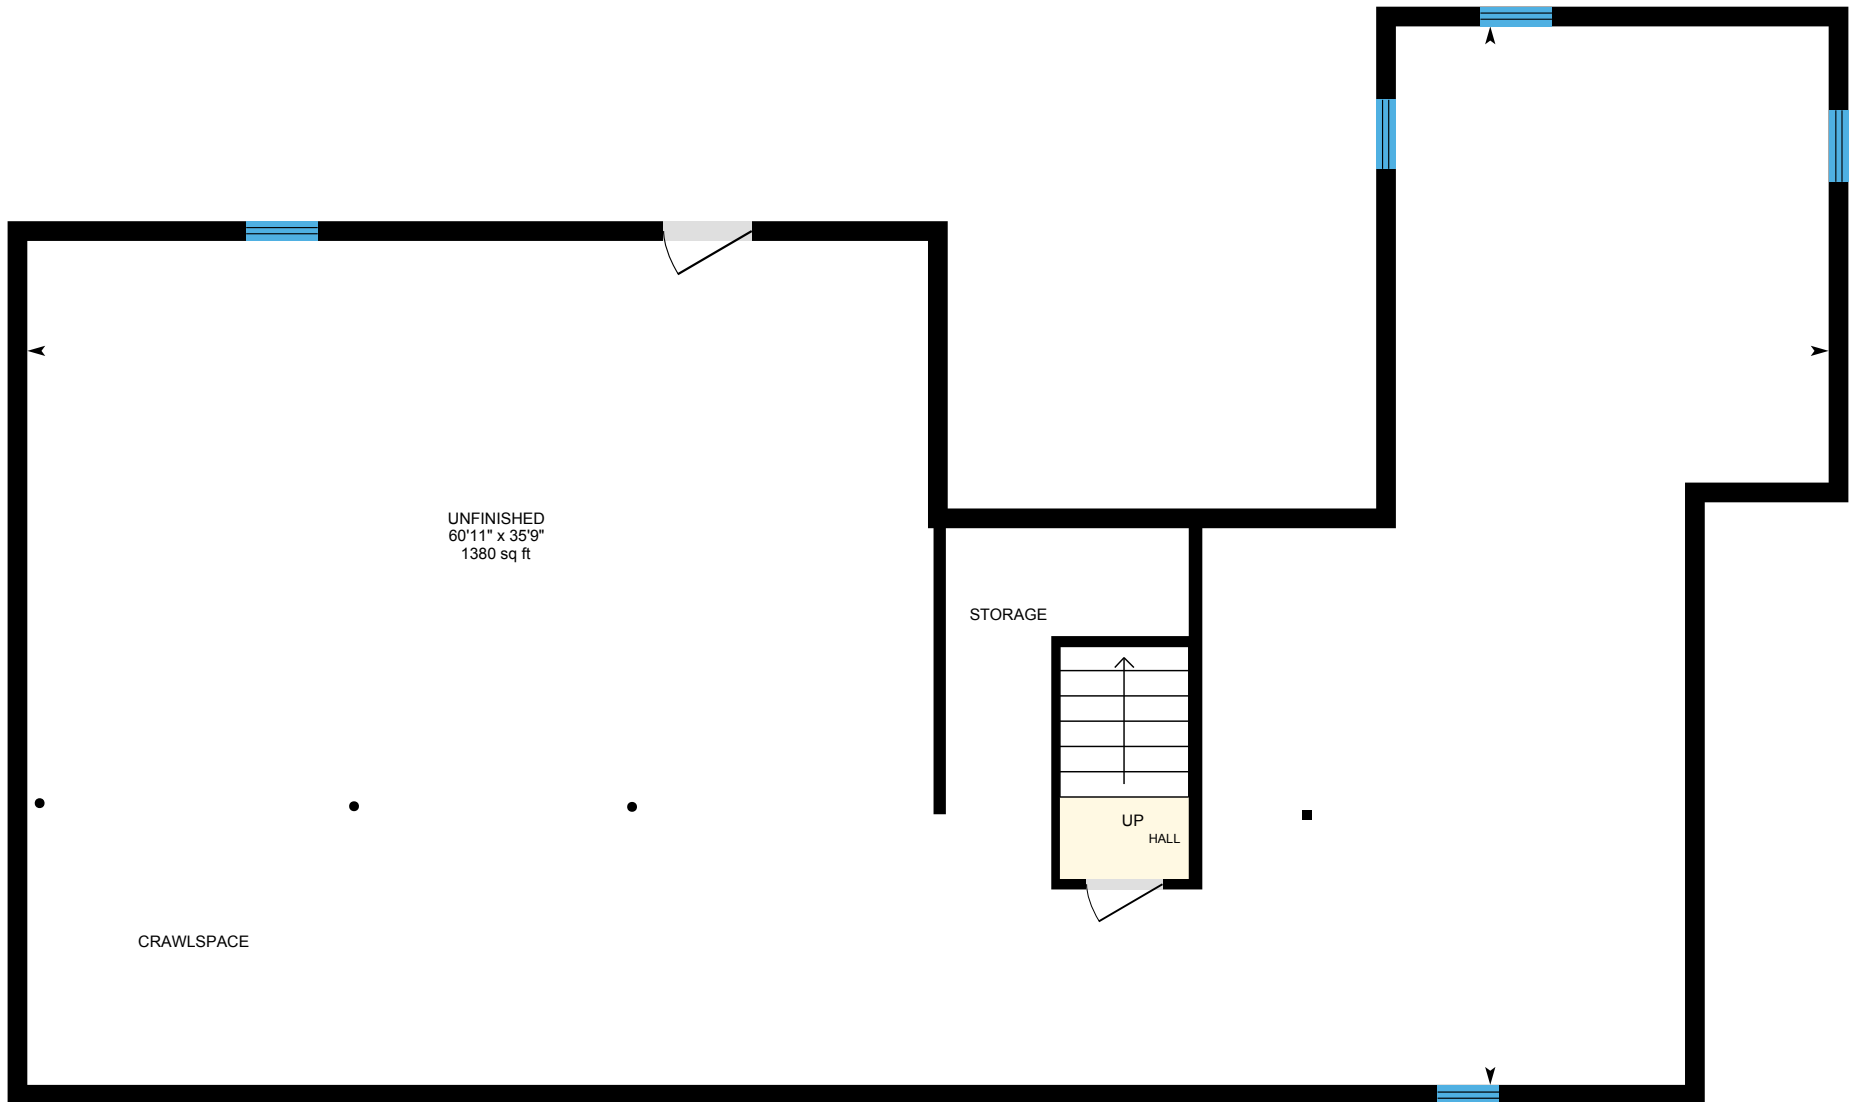 UNFINISHED
60'11" x 35'9"
1380 sq ft
STORAGE
UP
HALL
CRAWLSPACE